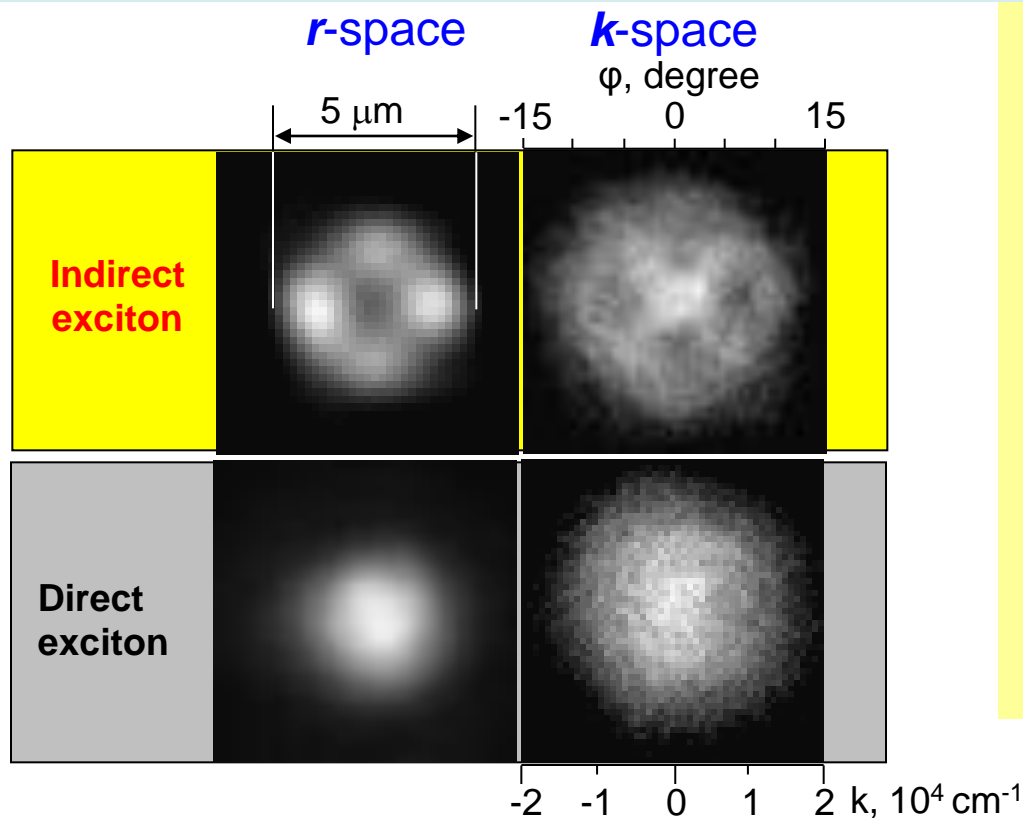 r-space k-space
φ, degree
5 μm -15 0 15
Indirect
exciton
Direct
exciton
-2 -1 0 1 2 k, 10⁴ cm⁻¹